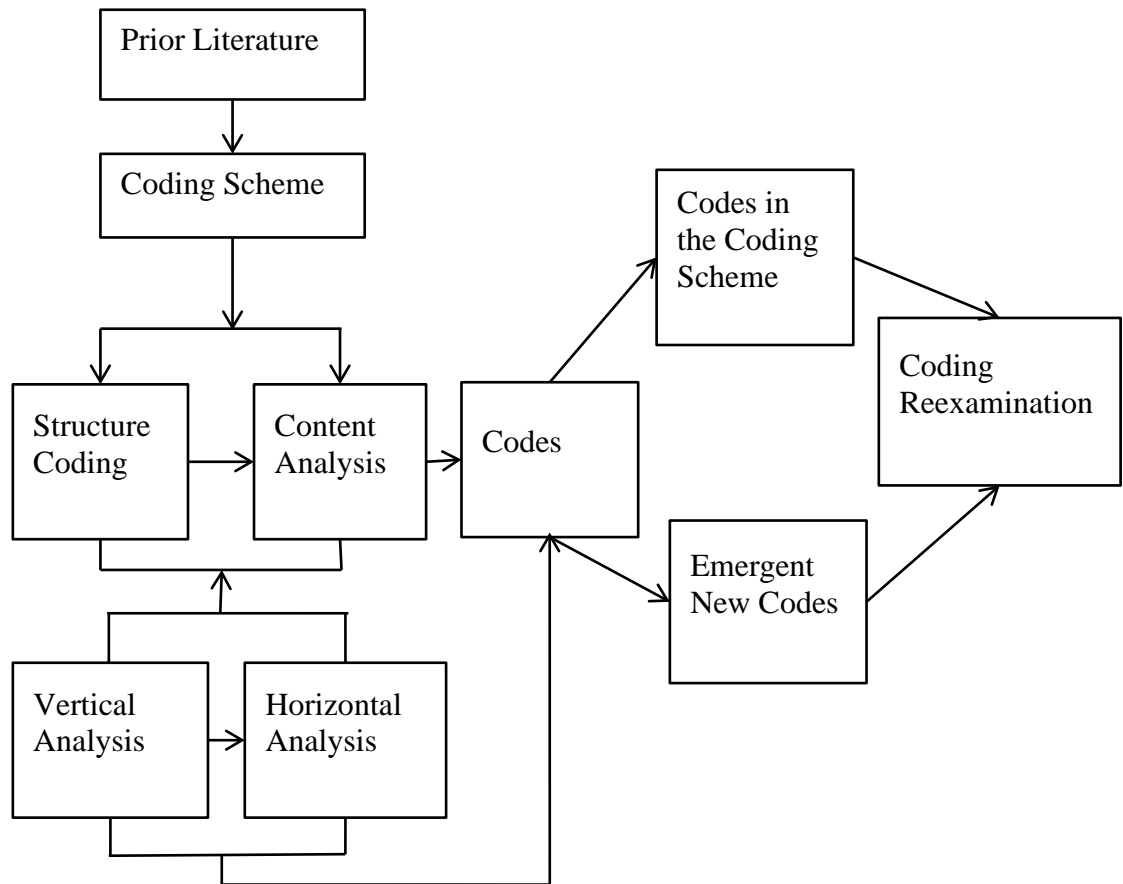 Prior Literature
Coding Scheme
Structure
Coding
Content
Analysis
Codes
Codes in
the Coding
Scheme
Coding
Reexamination
Emergent
New Codes
Vertical
Analysis
Horizontal
Analysis